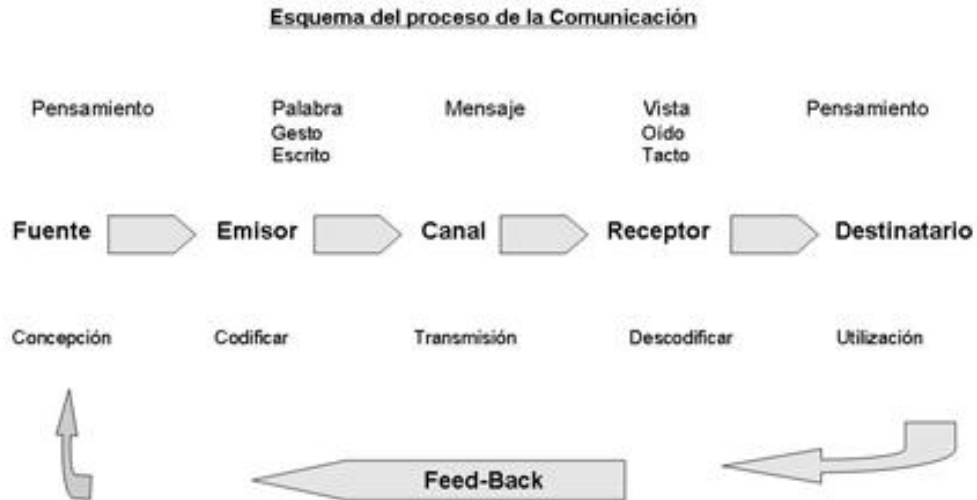 Esquema del proceso de la Comunicación
Pensamiento Palabra Mensaje Vista Pensamiento
Gesto Oído
Escrito Tacto
Fuente Emisor Canal Receptor Destinatario
Concepción Codificar Transmisión Descodificar Utilización
Feed-Back